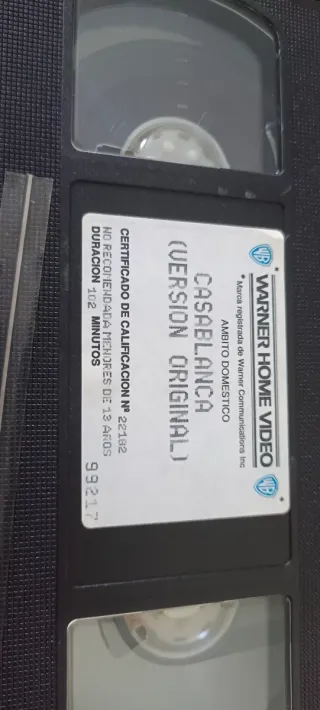 WARNER HOME VIDEO
* Marca registrada de Warner Communications Inc
AMBITO DOMESTICO
CASABLANCA
(VERSION ORIGINAL)
CERTIFICADO DE CALIFICACION Nº 22182
NO RECOMENDADA MENORES DE 13 AÑOS
DURACION 102 MINUTOS
99217